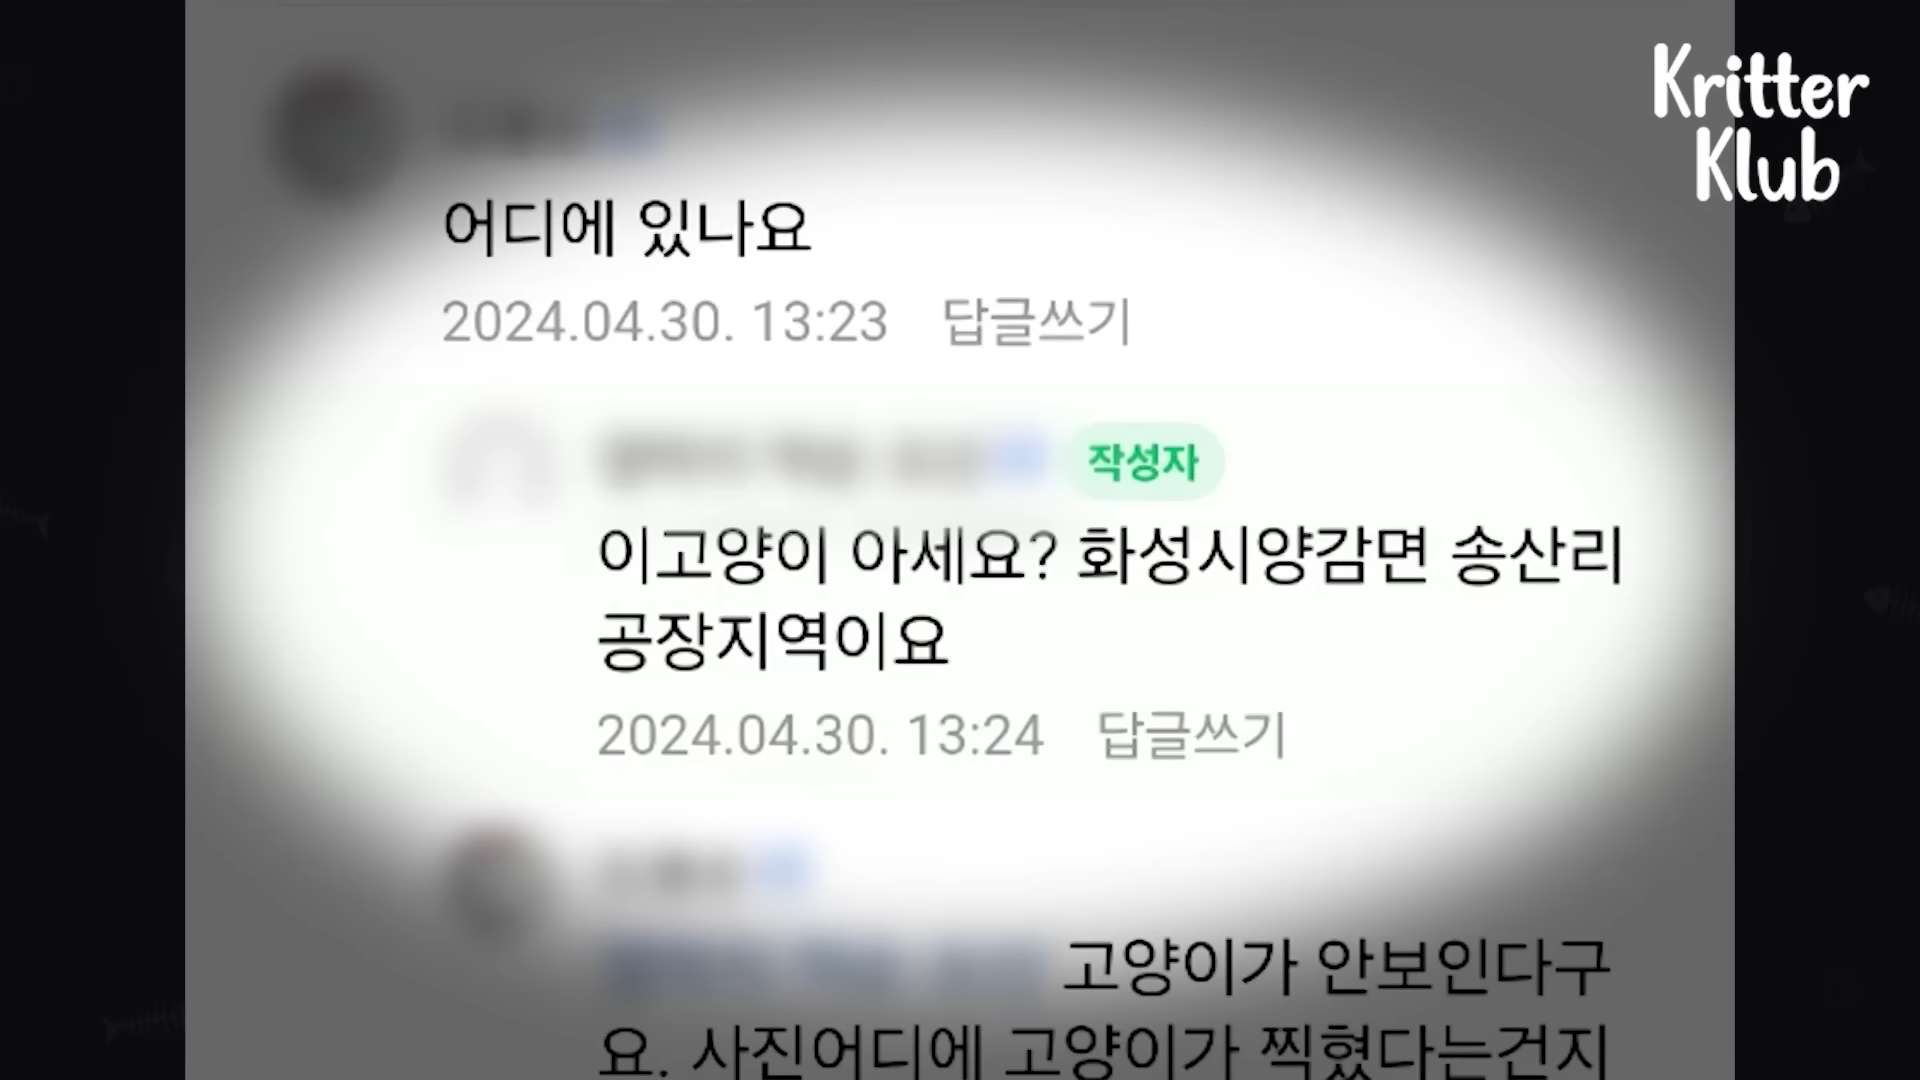 Kritter
Klub
어디에 있나요
2024.04.30. 13:23 답글쓰기
작성자
이고양이 아세요? 화성시양감면 송산리
공장지역이요
2024.04.30. 13:24 답글쓰기
고양이가 안보인다구
요. 사진어디에 고양이가 찍혔다는건지